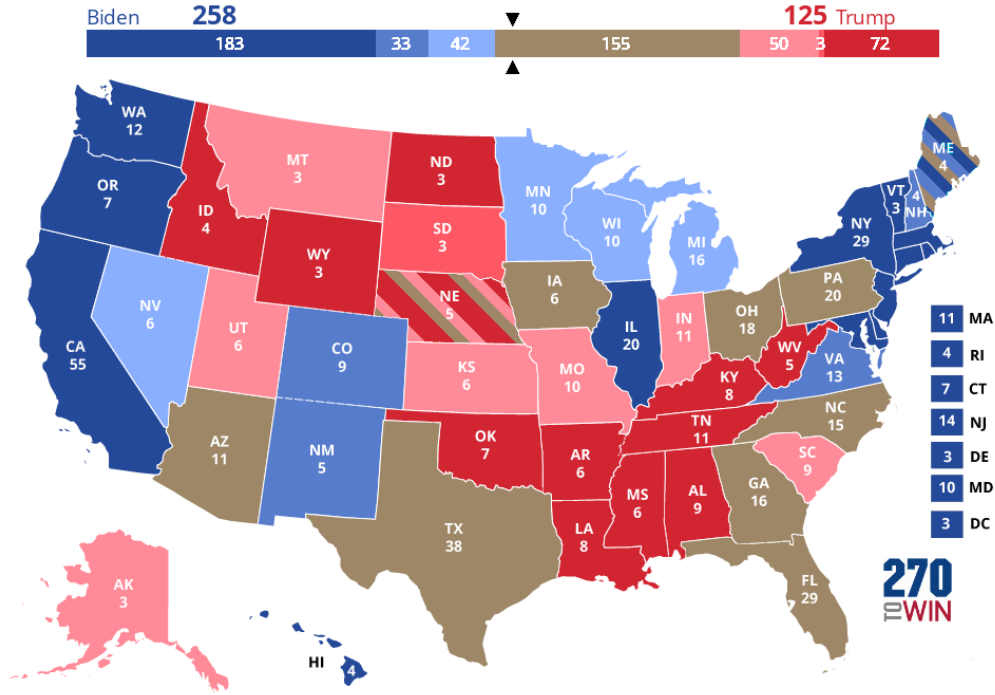 Biden 258 125 Trump
183 33 42 155 50 3 72
WA
12
OR
7
CA
55
NV
6
ID
4
MT
3
WY
3
UT
6
CO
9
AZ
11
NM
5
ND
3
SD
3
NE
5
KS
6
OK
7
TX
38
MN
10
IA
6
MO
10
AR
6
LA
8
WI
10
IL
20
MI
16
IN
11
OH
18
KY
8
TN
11
MS
6
AL
9
GA
16
FL
29
SC
9
NC
15
VA
13
WV
5
PA
20
NY
29
VT
3
4
NH
ME
4
11 MA
4 RI
7 CT
14 NJ
3 DE
10 MD
3 DC
AK
3
HI 4
270
TO WIN